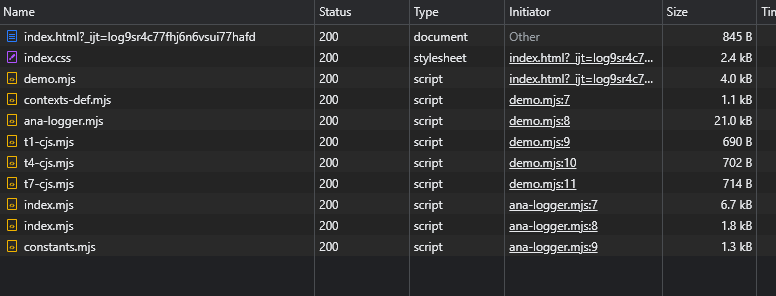 Name Status Type Initiator Size Tim
index.html?_ijt=log9sr4c77fhj6n6vsui77hafd 200 document Other 845 B
index.css 200 stylesheet index.html?_ijt=log9sr4c7... 2.4 kB
demo.mjs 200 script index.html?_ijt=log9sr4c7... 4.0 kB
contexts-def.mjs 200 script demo.mjs:7 1.1 kB
ana-logger.mjs 200 script demo.mjs:8 21.0 kB
t1-cjs.mjs 200 script demo.mjs:9 690 B
t4-cjs.mjs 200 script demo.mjs:10 702 B
t7-cjs.mjs 200 script demo.mjs:11 714 B
index.mjs 200 script ana-logger.mjs:7 6.7 kB
index.mjs 200 script ana-logger.mjs:8 1.8 kB
constants.mjs 200 script ana-logger.mjs:9 1.3 kB